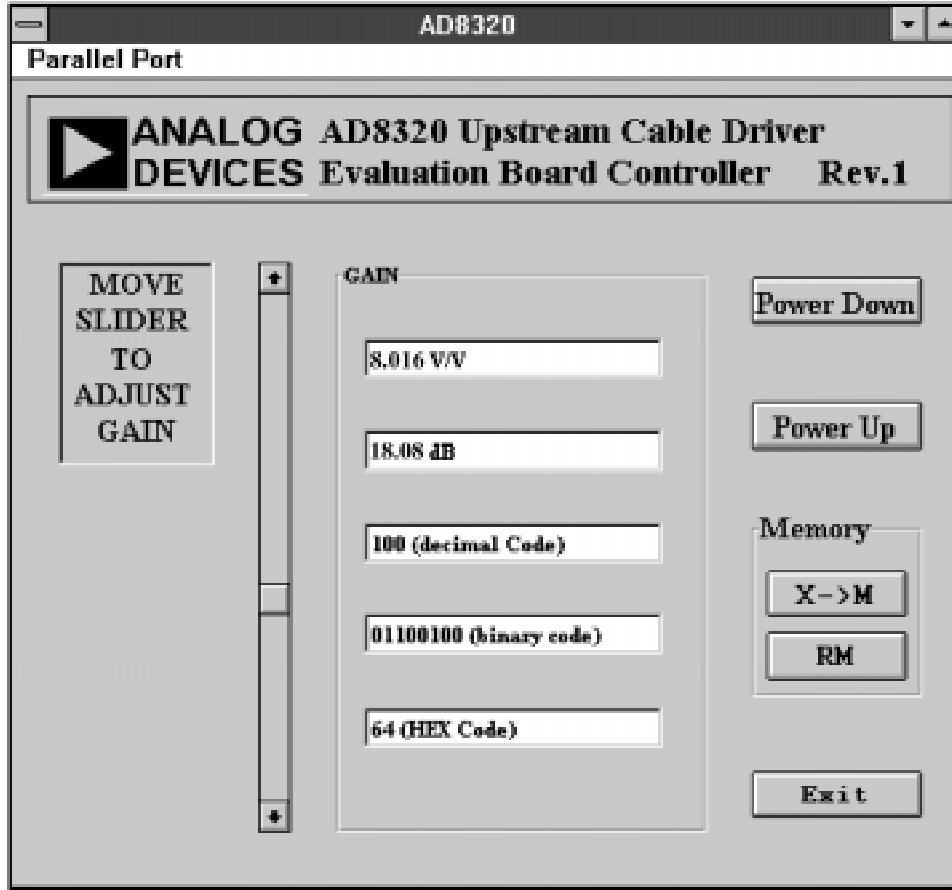 AD8320
Parallel Port
ANALOG DEVICES
AD8320 Upstream Cable Driver
Evaluation Board Controller Rev.1
MOVE
SLIDER
TO
ADJUST
GAIN
GAIN
8.016 V/V
18.08 dB
100 (decimal Code)
01100100 (binary code)
64 (HEX Code)
Power Down
Power Up
Memory
X->M
RM
Exit